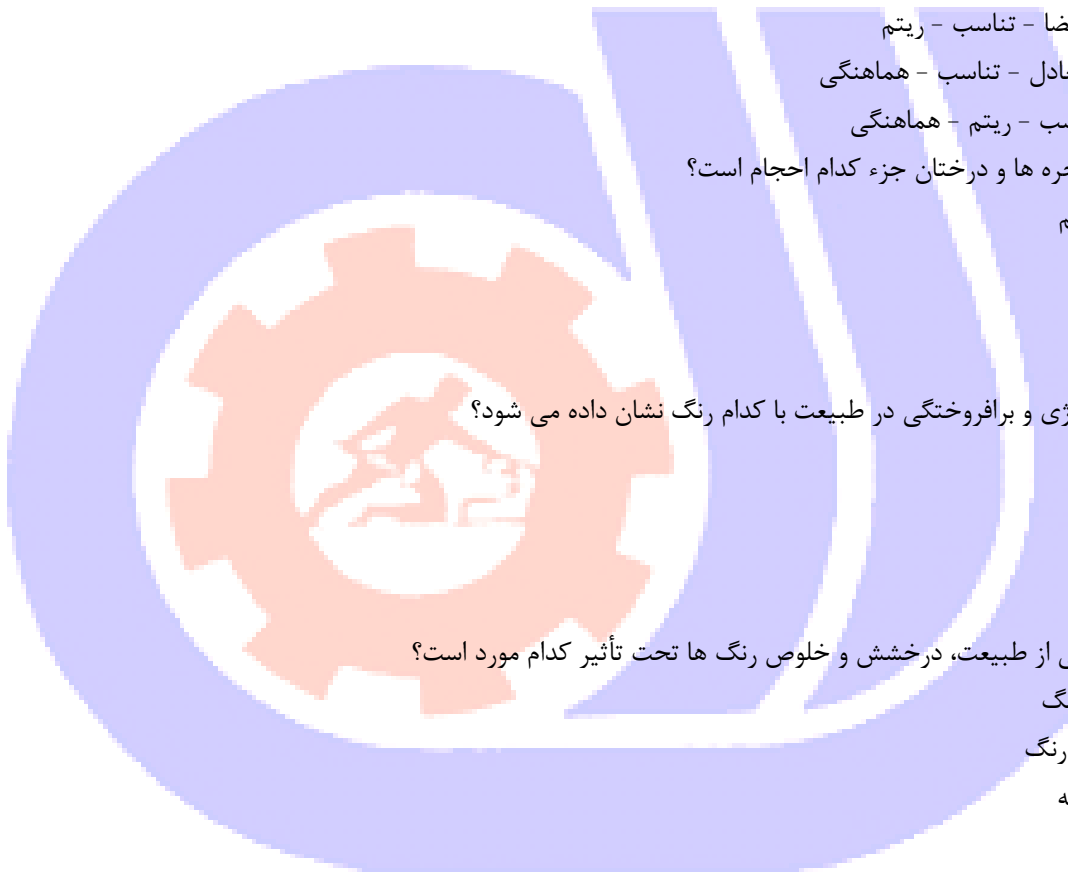 ضا - تناسب - ریتم
عادل - تناسب - هماهنگی
سب - ریتم - هماهنگی
جره ها و درختان جزء کدام احجام است؟
م
ژی و برافروختگی در طبیعت با کدام رنگ نشان داده می شود؟
ی از طبیعت، درخشش و خلوص رنگ ها تحت تأثیر کدام مورد است؟
نگ
رنگ
ه